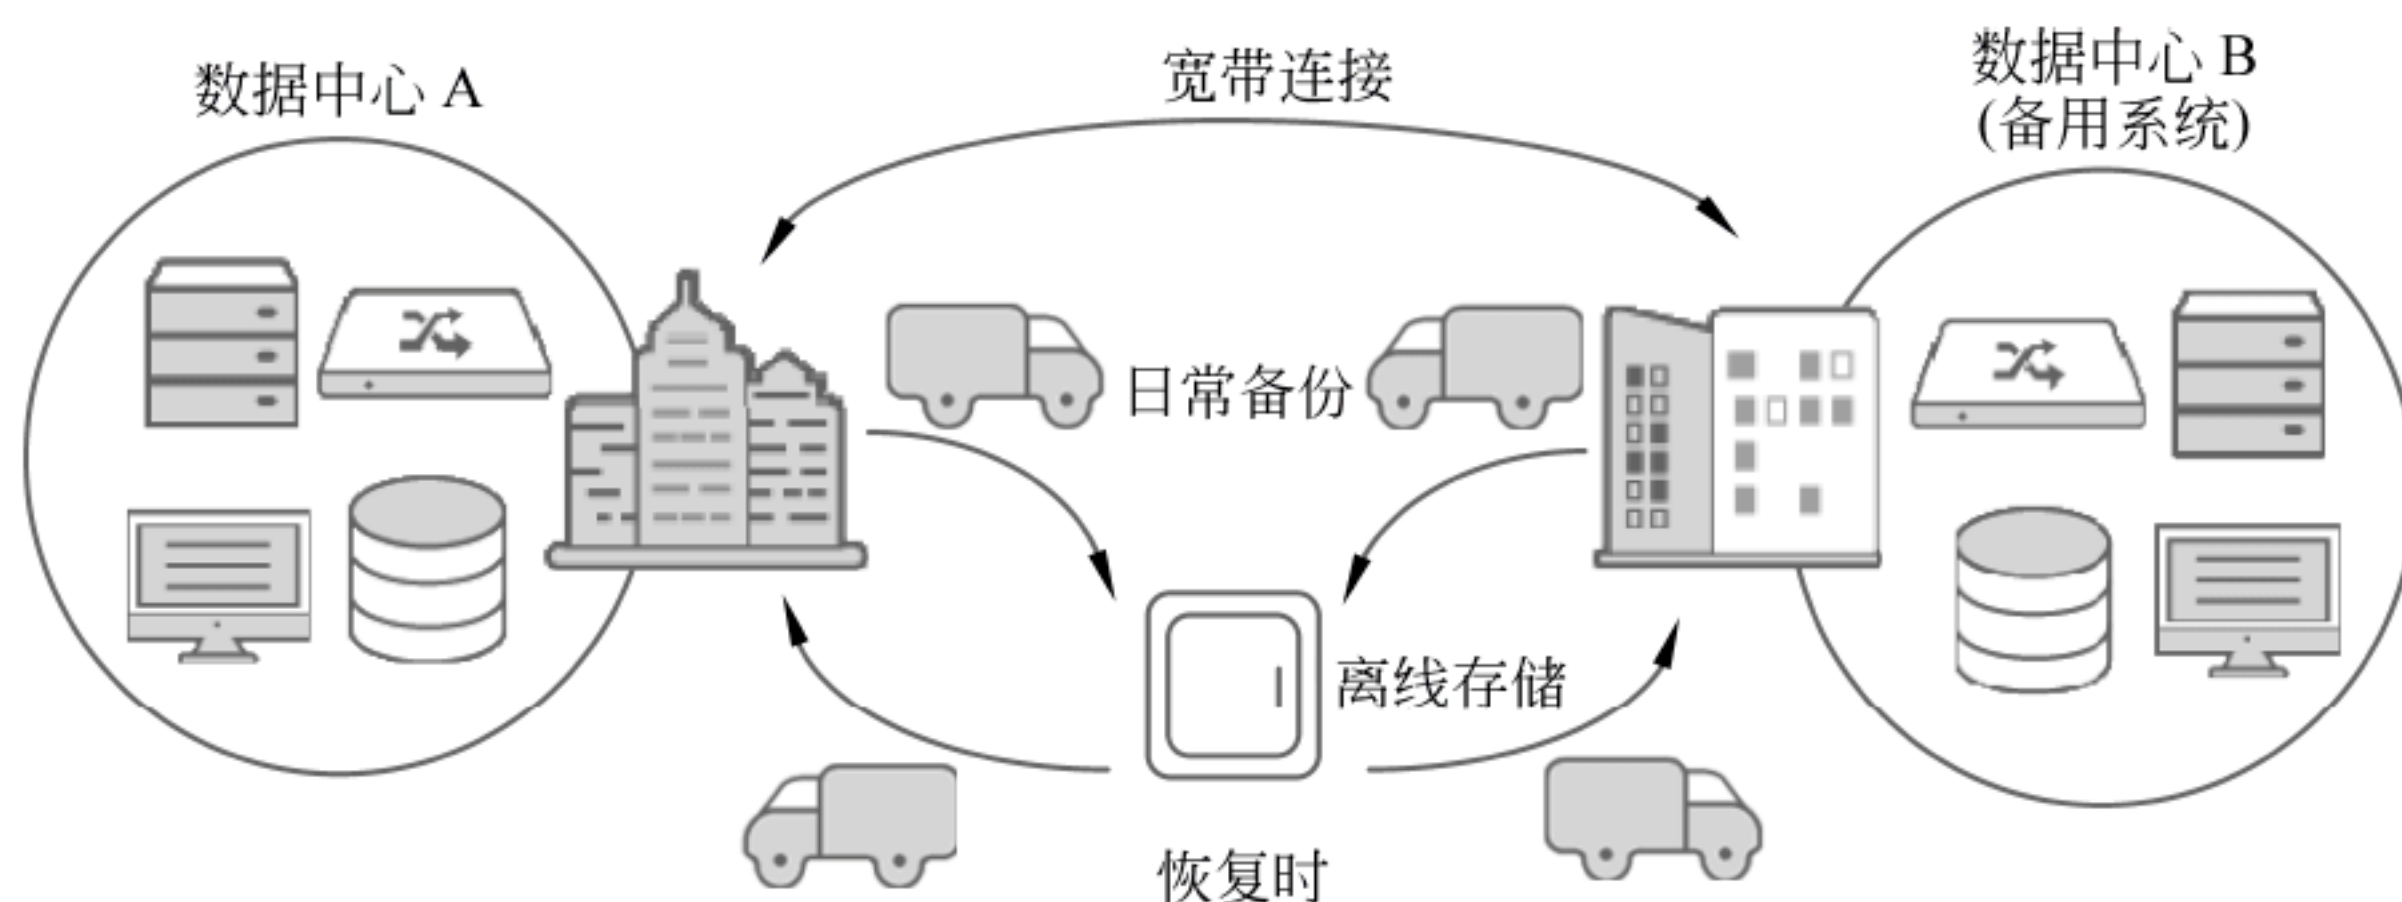 数据中心 A
宽带连接
数据中心 B
(备用系统)
日常备份
离线存储
恢复时